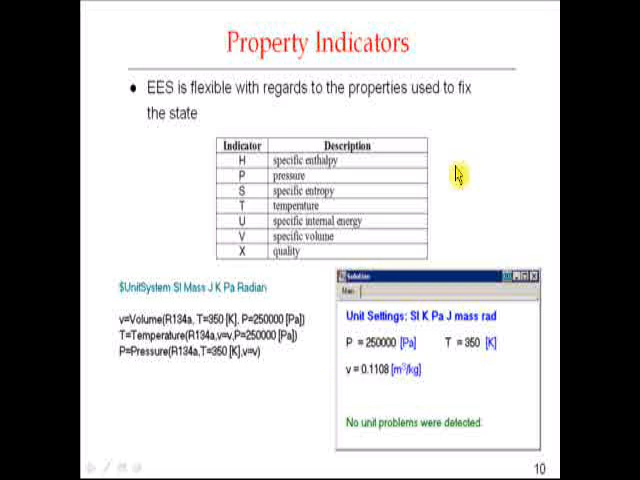 Property Indicators
● EES is flexible with regards to the properties used to fix
the state
Indicator Description
H specific enthalpy
P pressure
S specific entropy
T temperature
U specific internal energy
V specific volume
X quality
$UnitSystem SI Mass J K Pa Radian
v=Volume(R134a, T=350 [K], P=250000 [Pa])
T=Temperature(R134a,v=v,P=250000 [Pa])
P=Pressure(R134a,T=350 [K],v=v)
Solution
Main
Unit Settings: SI K Pa J mass rad
P = 250000 [Pa] T = 350 [K]
v = 0.1108 [m³/kg]
No unit problems were detected.
10